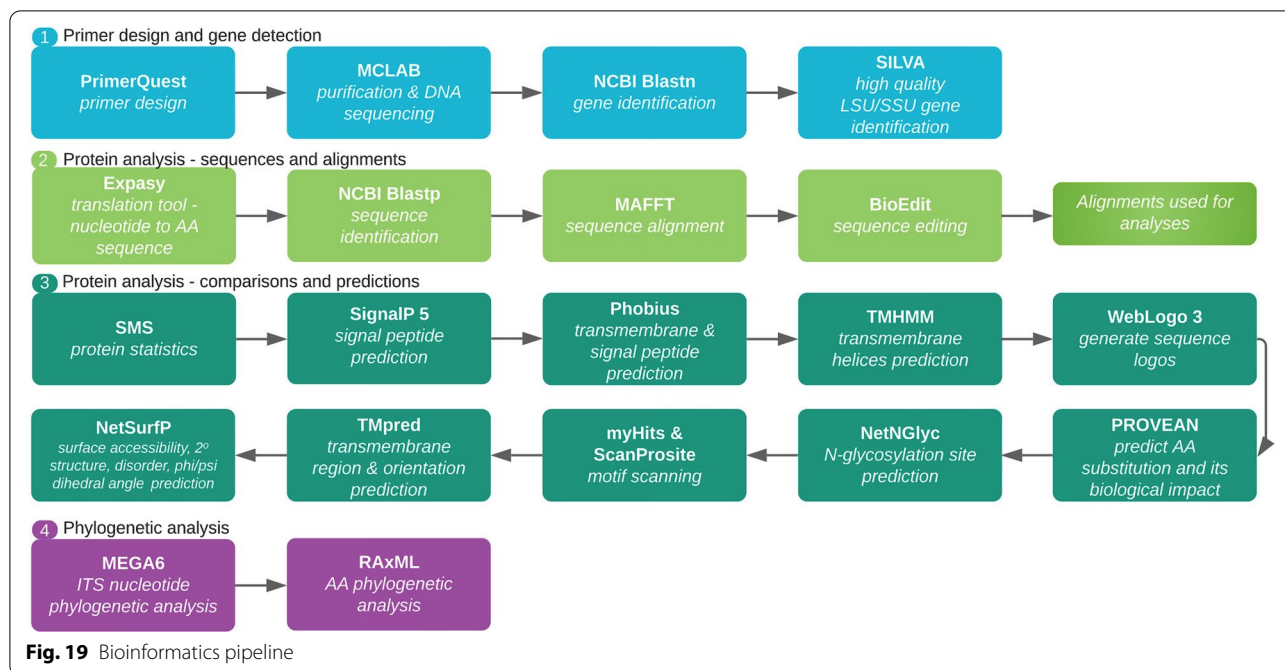 1 Primer design and gene detection
PrimerQuest
primer design
MCLAB
purification & DNA
sequencing
NCBI Blastn
gene identification
SILVA
high quality
LSU/SSU gene
identification
2 Protein analysis - sequences and alignments
Expasy
translation tool -
nucleotide to AA
sequence
NCBI Blastp
sequence
identification
MAFFT
sequence alignment
BioEdit
sequence editing
Alignments used for
analyses
3 Protein analysis - comparisons and predictions
SMS
protein statistics
SignalP 5
signal peptide
prediction
Phobius
transmembrane &
signal peptide
prediction
TMHMM
transmembrane
helices prediction
WebLogo 3
generate sequence
logos
PROVEAN
predict AA
substitution and its
biological impact
NetNGlyc
N-glycosylation site
prediction
myHits &
ScanProsite
motif scanning
TMpred
transmembrane
region & orientation
prediction
NetSurfP
surface accessibility, 2º
structure, disorder, phi/psi
dihedral angle prediction
4 Phylogenetic analysis
MEGA6
ITS nucleotide
phylogenetic analysis
RAxML
AA phylogenetic
analysis
Fig. 19 Bioinformatics pipeline